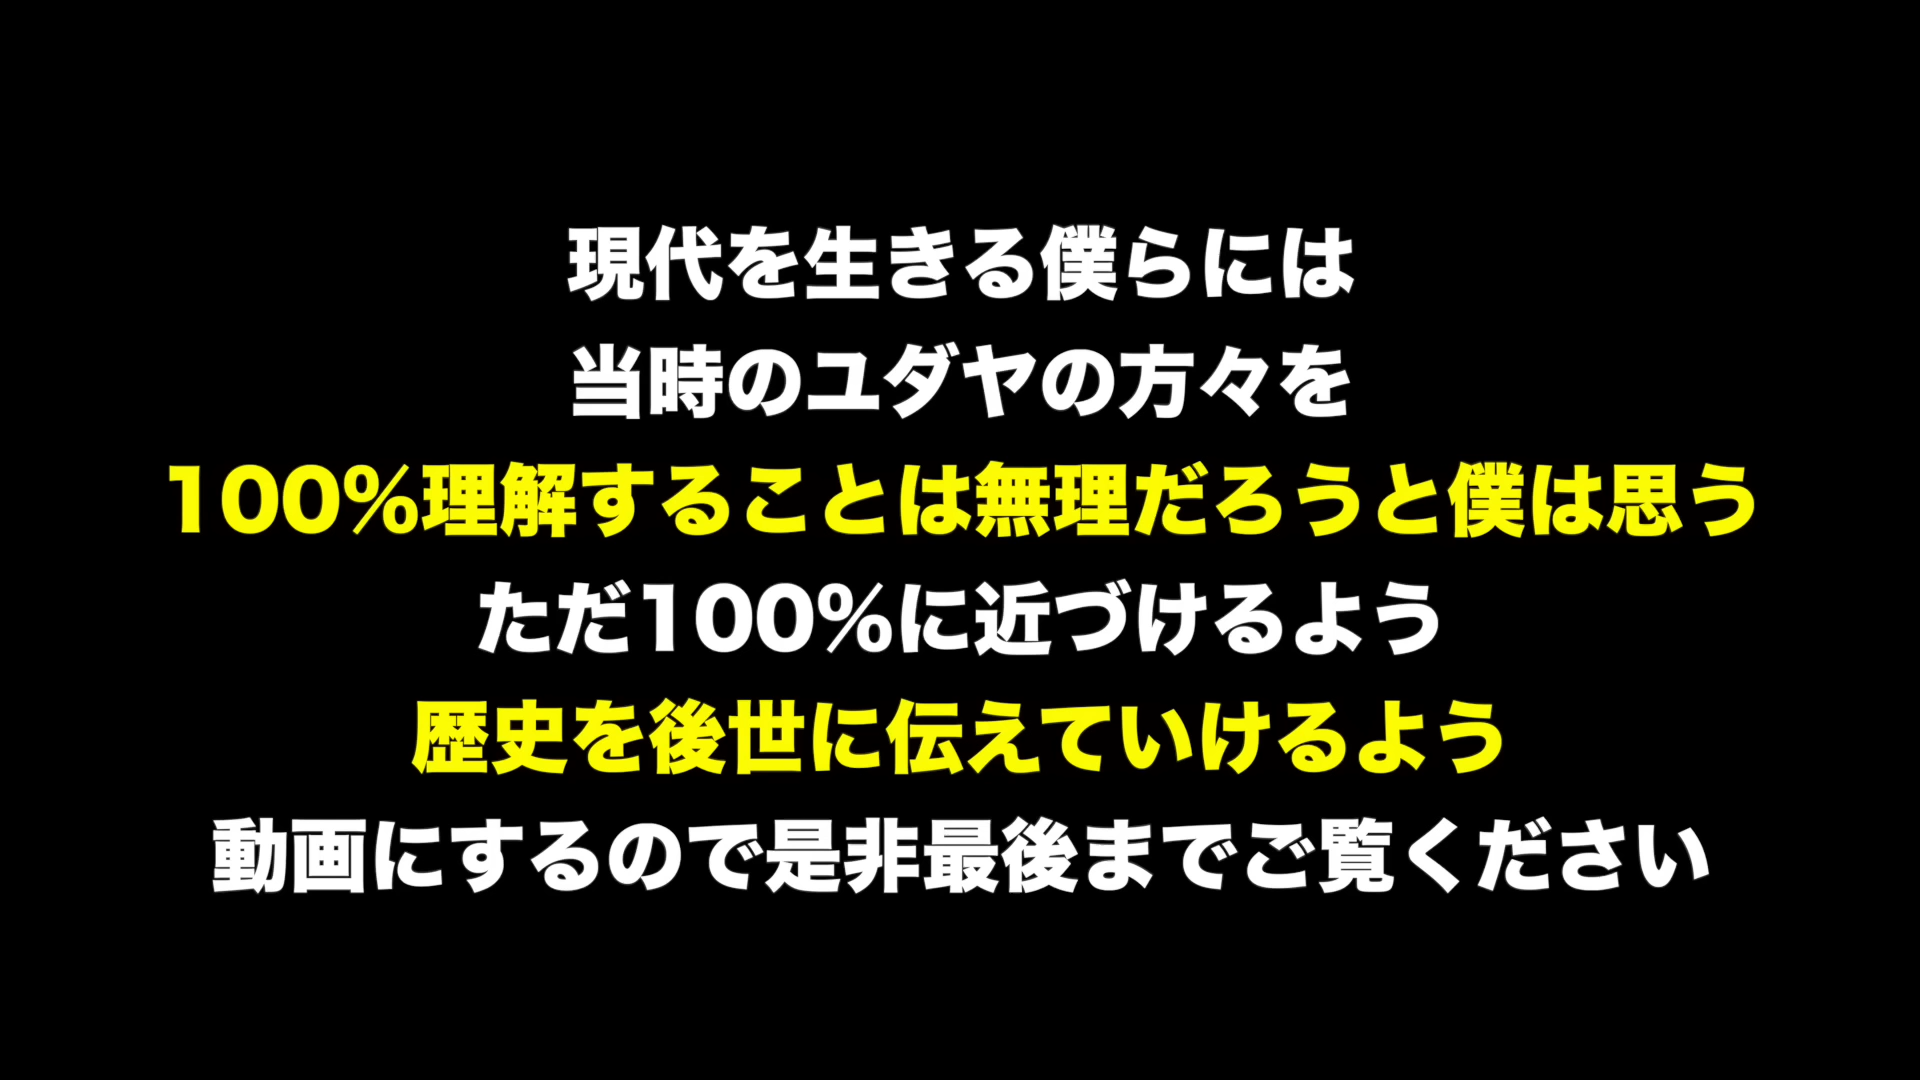 現代を生きる僕らには
当時のユダヤの方々を
100%理解することは無理だろうと僕は思う
ただ100%に近づけるよう
歴史を後世に伝えていけるよう
動画にするので是非最後までご覧ください